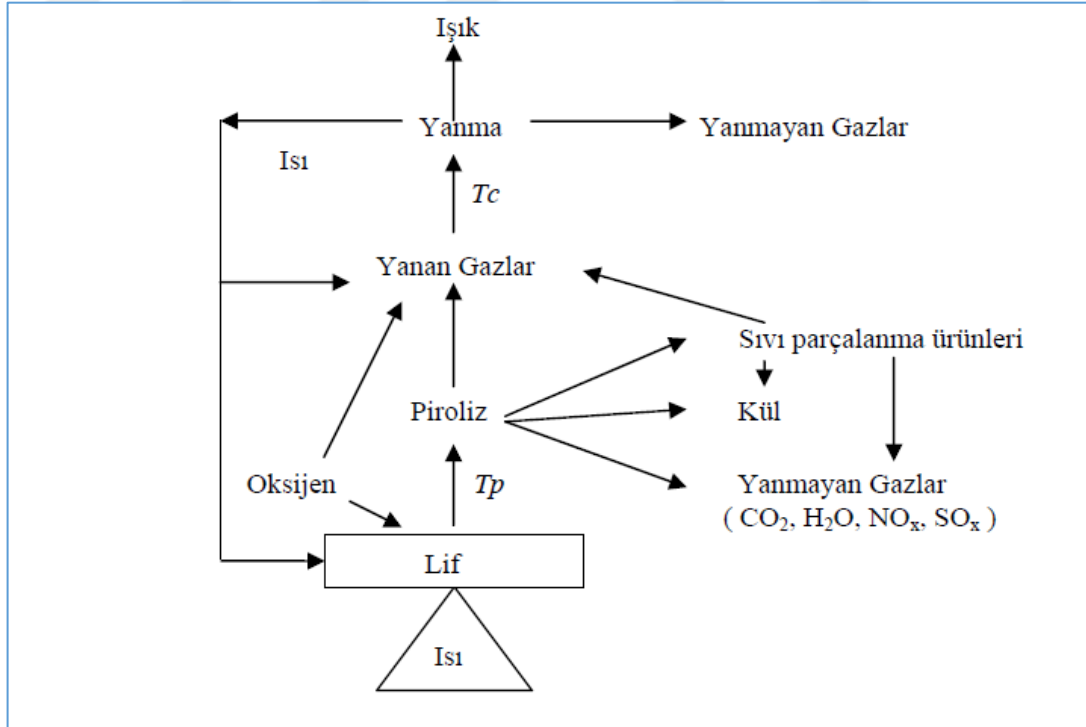 Işık
Yanma
Yanmayan Gazlar
Isı
Tc
Yanan Gazlar
Sıvı parçalanma ürünleri
Piroliz
Kül
Oksijen
Tp
Yanmayan Gazlar
( CO₂, H₂O, NOₓ, SOₓ )
Lif
Isı